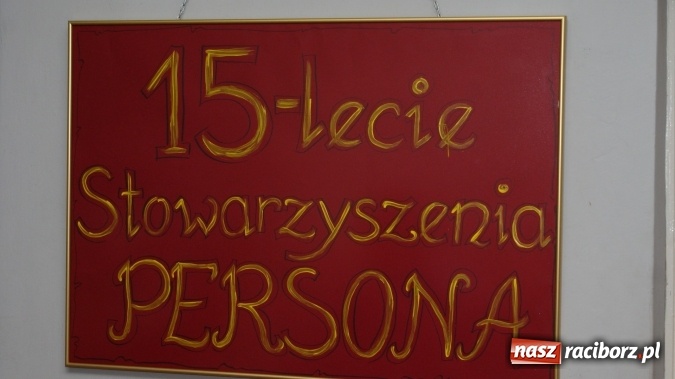 15-lecie
Stowarzyszenia
PERSONA
nasz raciborz.pl